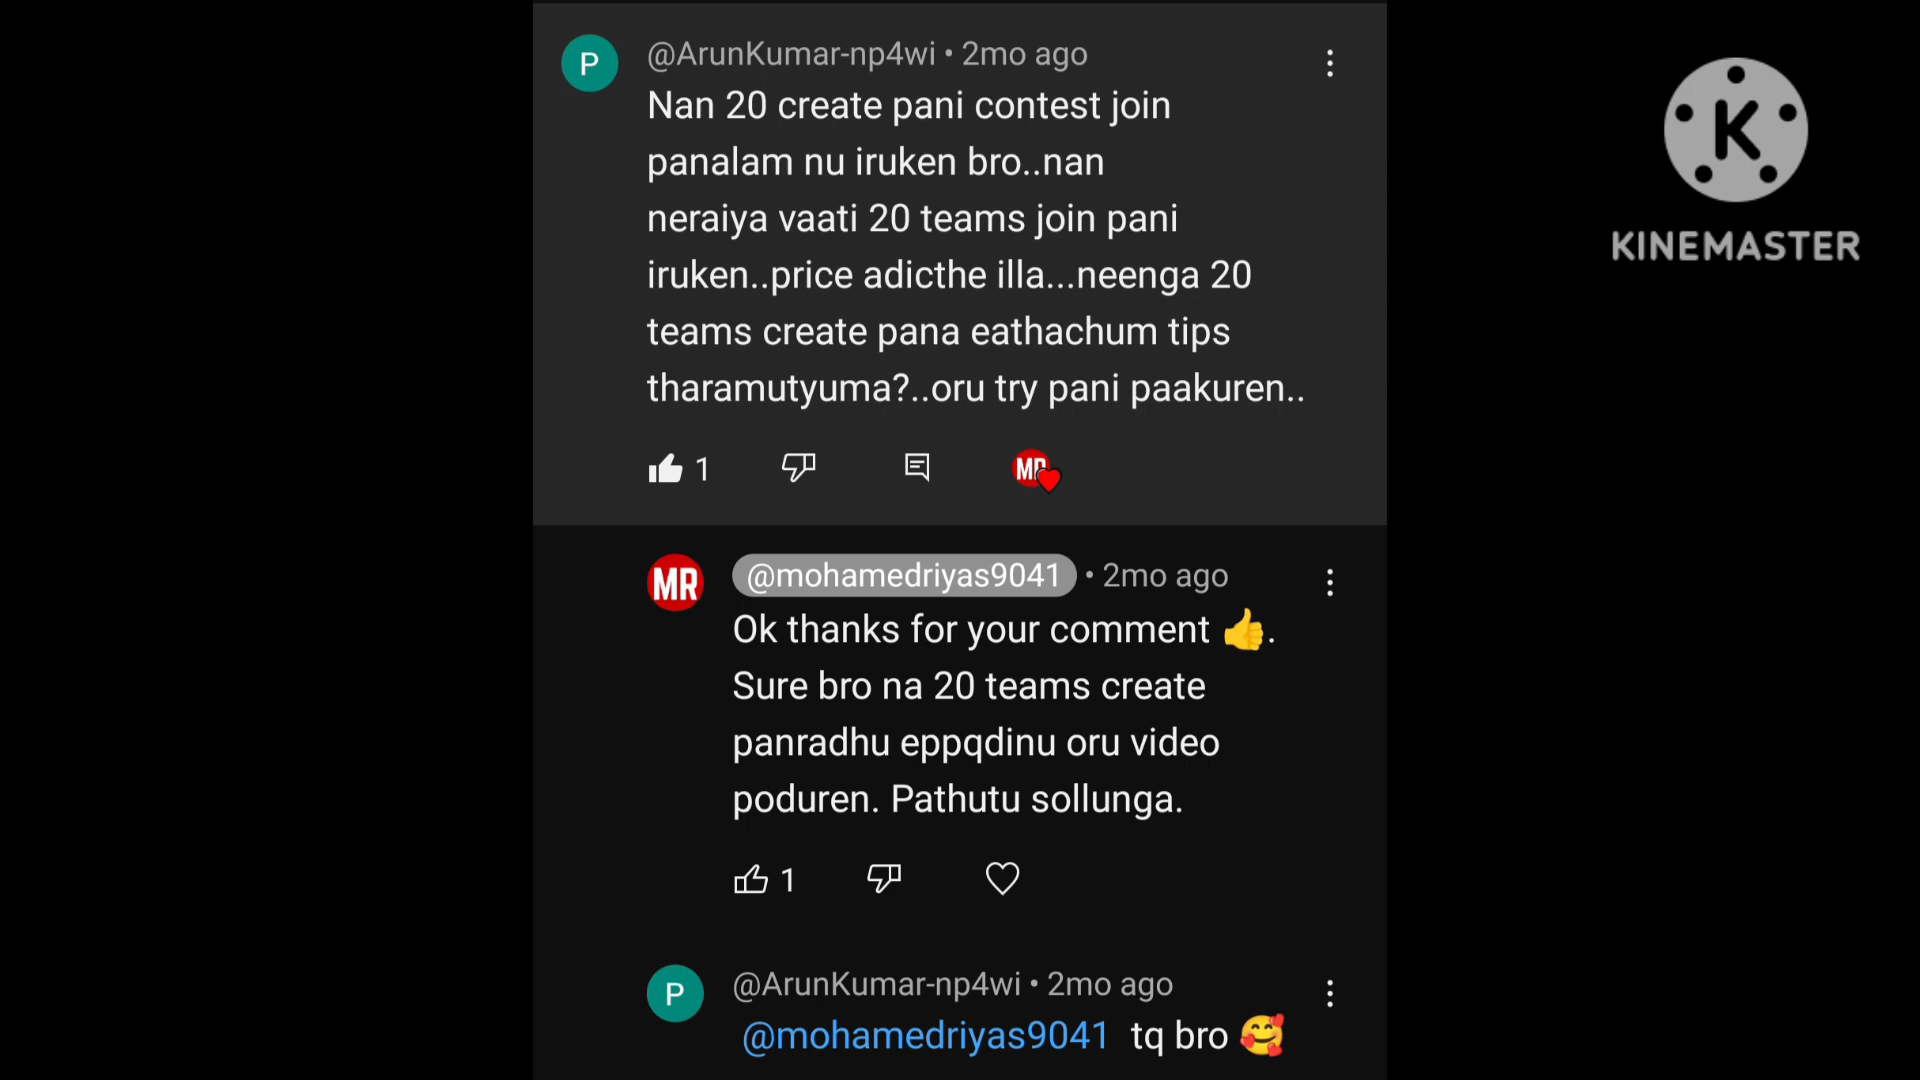 P
@ArunKumar-np4wi • 2mo ago
Nan 20 create pani contest join
panalam nu iruken bro..nan
neraiya vaati 20 teams join pani
iruken..price adicthe illa...neenga 20
teams create pana eathachum tips
tharamutyuma?..oru try pani paakuren..
1
MR
K
KINEMASTER
MR
@mohamedriyas9041 • 2mo ago
Ok thanks for your comment 👍.
Sure bro na 20 teams create
panradhu eppqdinu oru video
poduren. Pathutu sollunga.
1
P
@ArunKumar-np4wi • 2mo ago
@mohamedriyas9041 tq bro 🥰